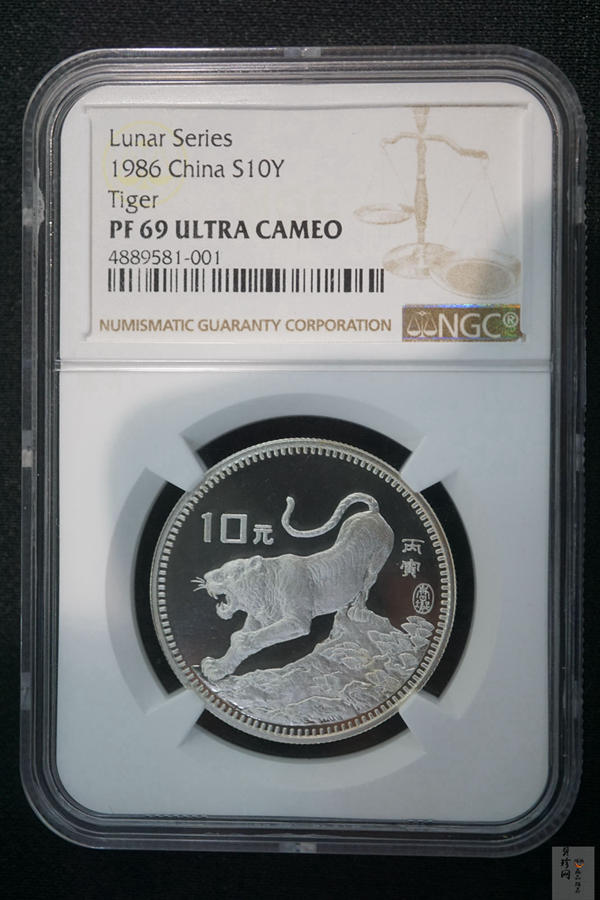 Lunar Series
1986 China S10Y
Tiger
PF 69 ULTRA CAMEO
4889581-001
NUMISMATIC GUARANTY CORPORATION
NGC®
10元
丙寅